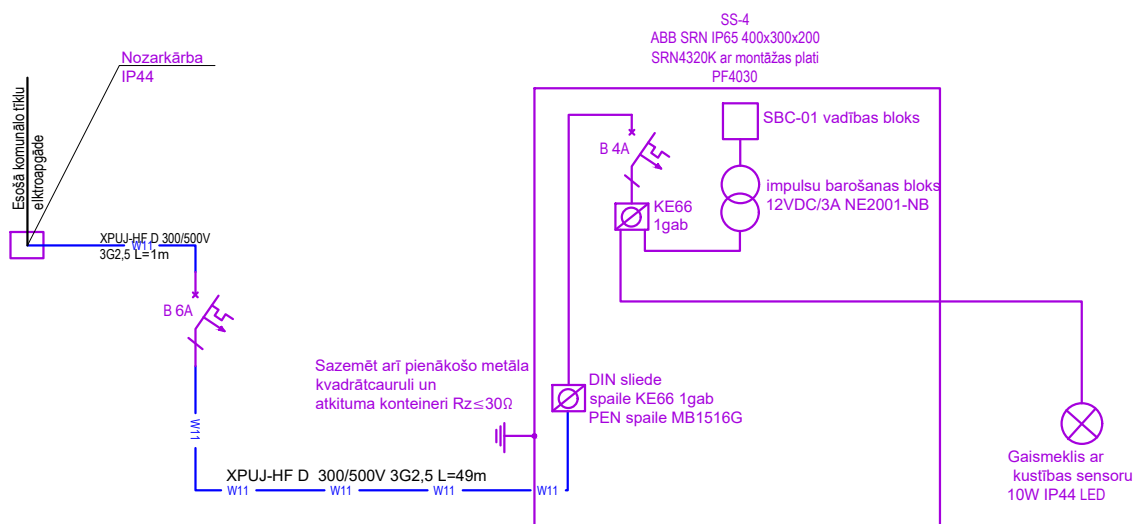 SS-4
ABB SRN IP65 400x300x200
SRN4320K ar montāžas plati
PF4030
Nozarkārba
IP44
Esošā komunālo tīklu
elktroapgāde
SBC-01 vadības bloks
B 4A
impulsu barošanas bloks
12VDC/3A NE2001-NB
KE66
1gab
XPUJ-HF D 300/500V
W11
3G2,5 L=1m
B 6A
Sazemēt arī pienākošo metāla
kvadrātcauruli un
atkituma konteineri Rz≤30Ω
DIN sliede
spaile KE66 1gab
PEN spaile MB1516G
W11
XPUJ-HF D 300/500V 3G2,5 L=49m
W11 W11 W11 W11
Gaismeklis ar
kustības sensoru
10W IP44 LED